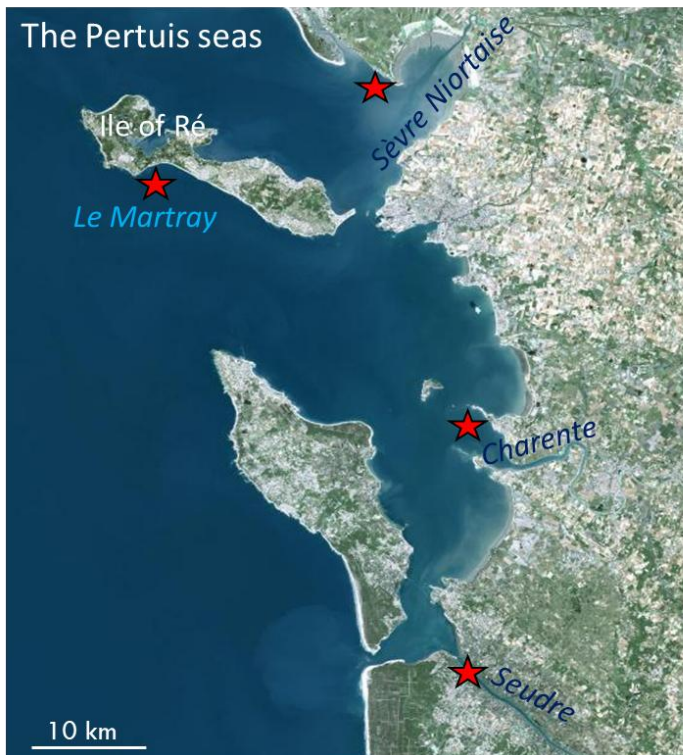 The Pertuis seas
Sèvre Niortaise
Ile of Ré
Le Martray
Charente
Seudre
10 km